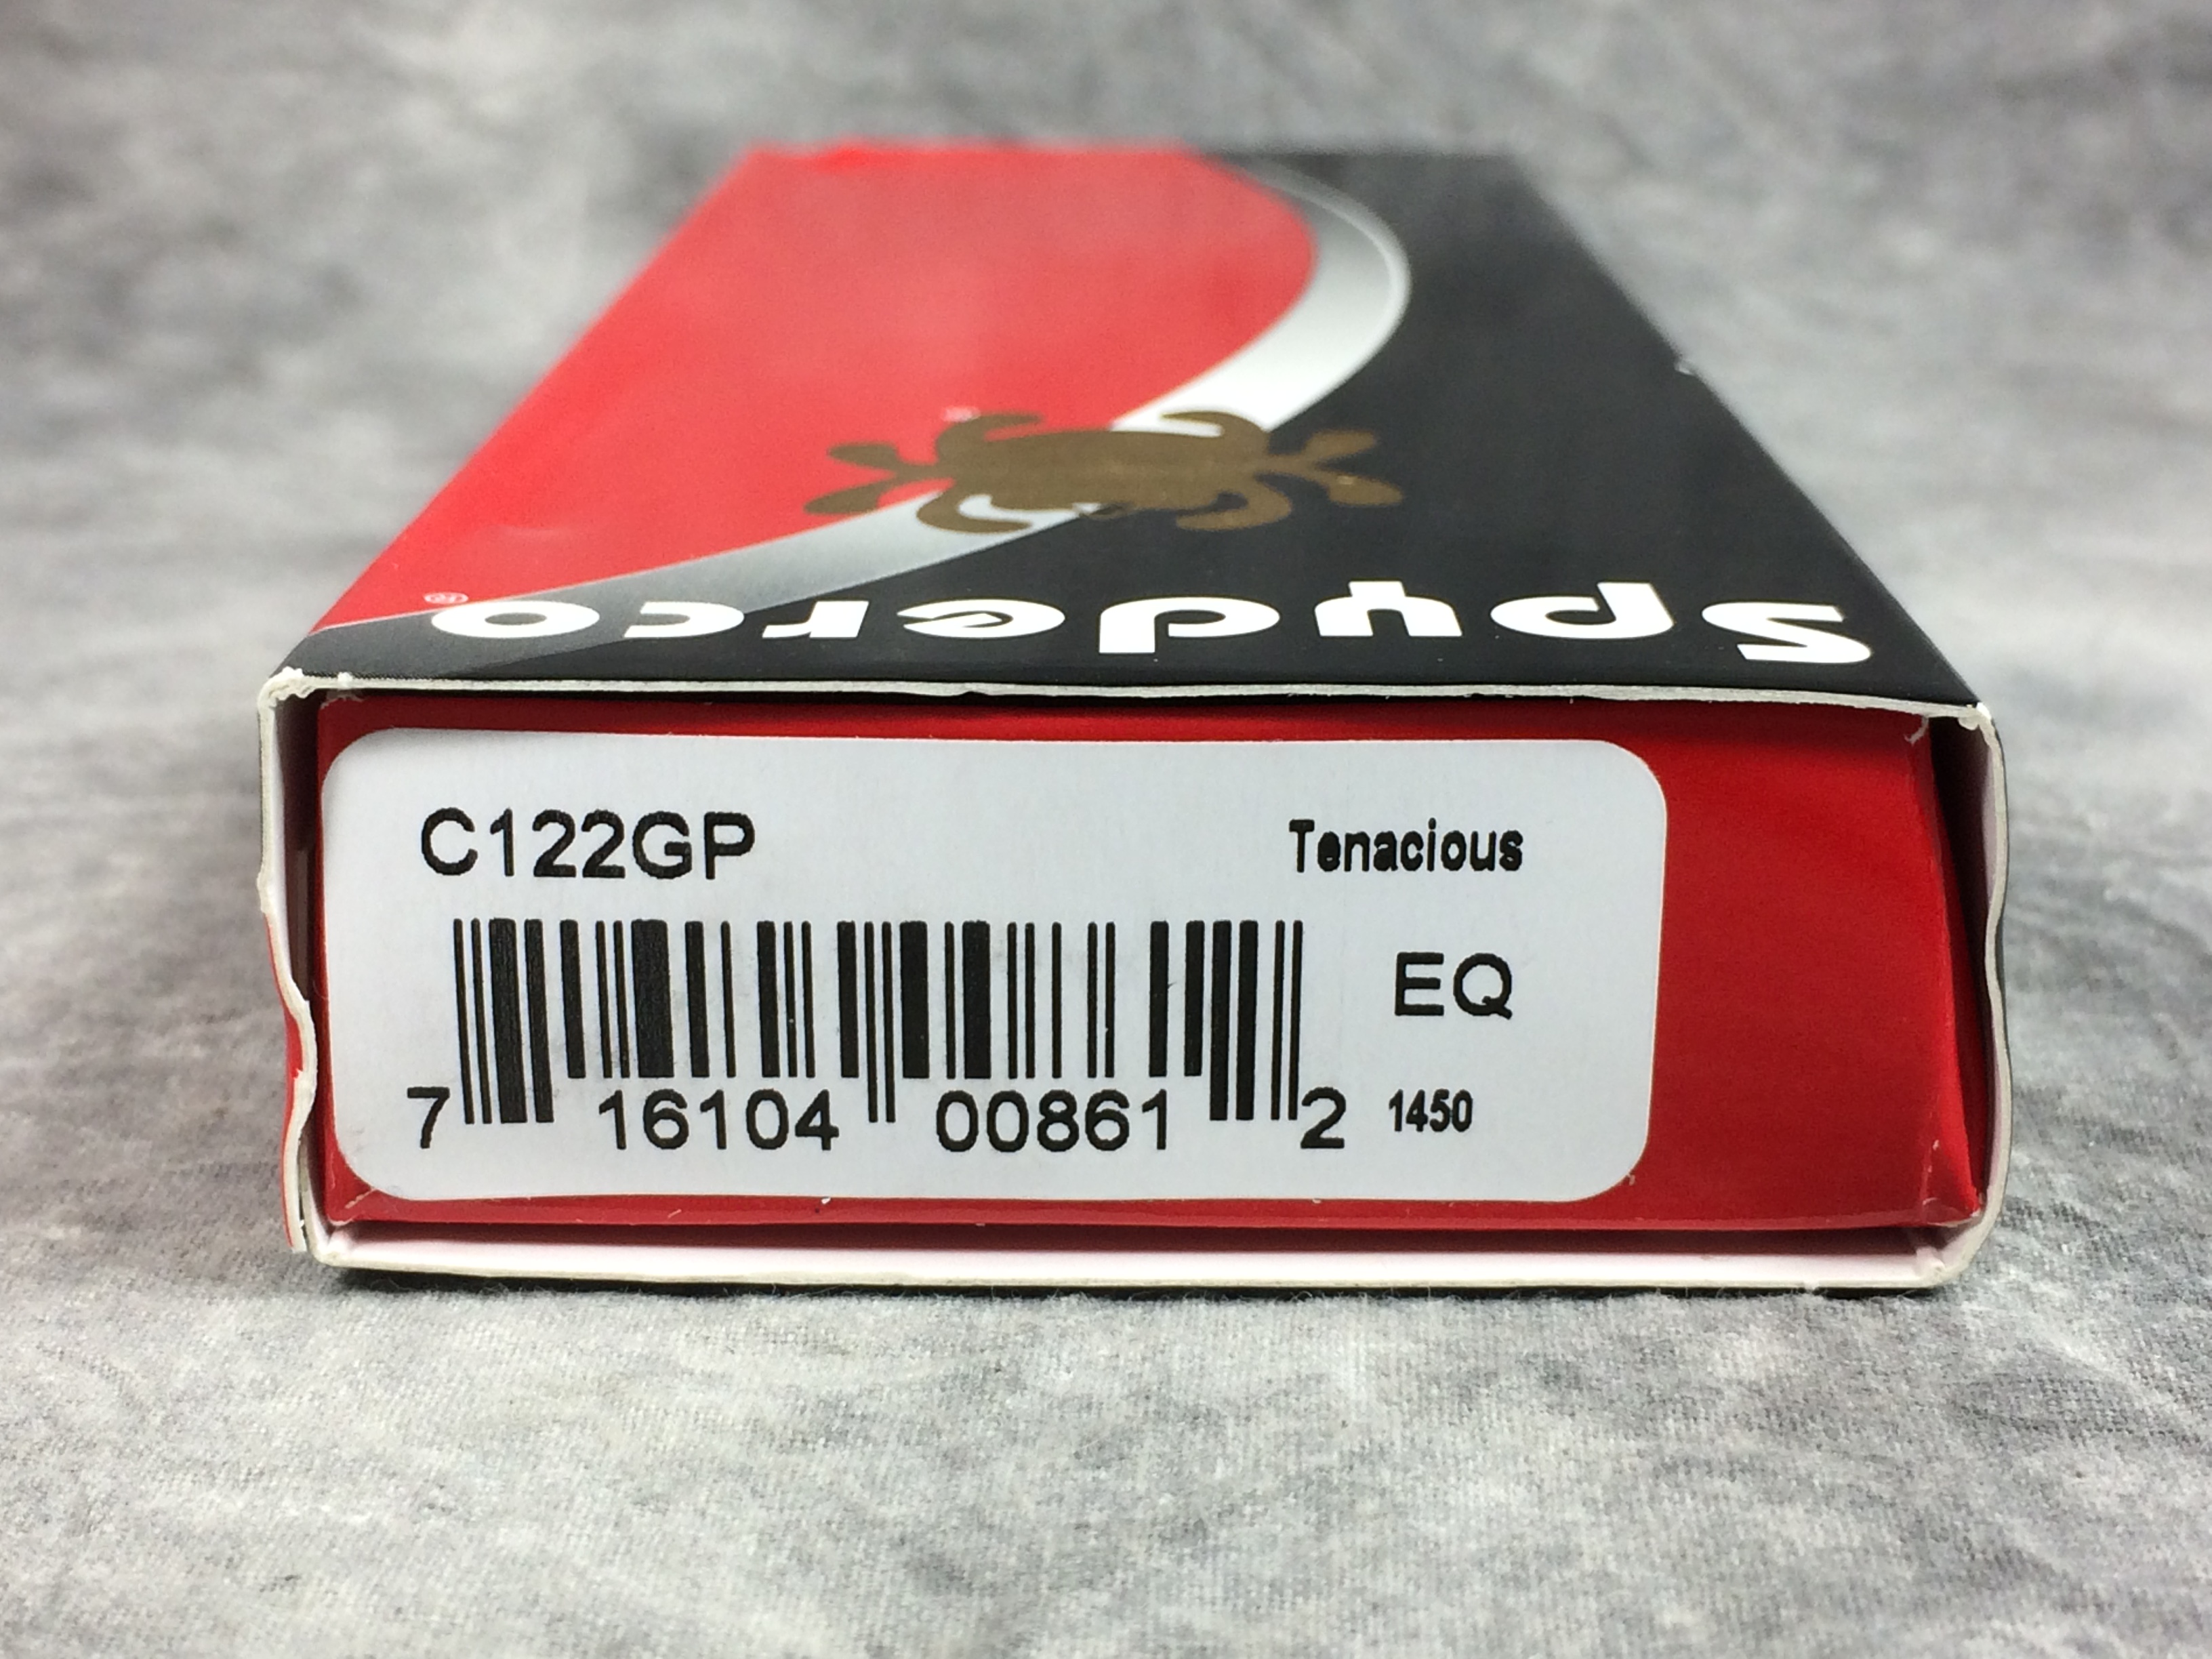 spyderco®
C122GP Tenacious
EQ
7 16104 00861 2 1450